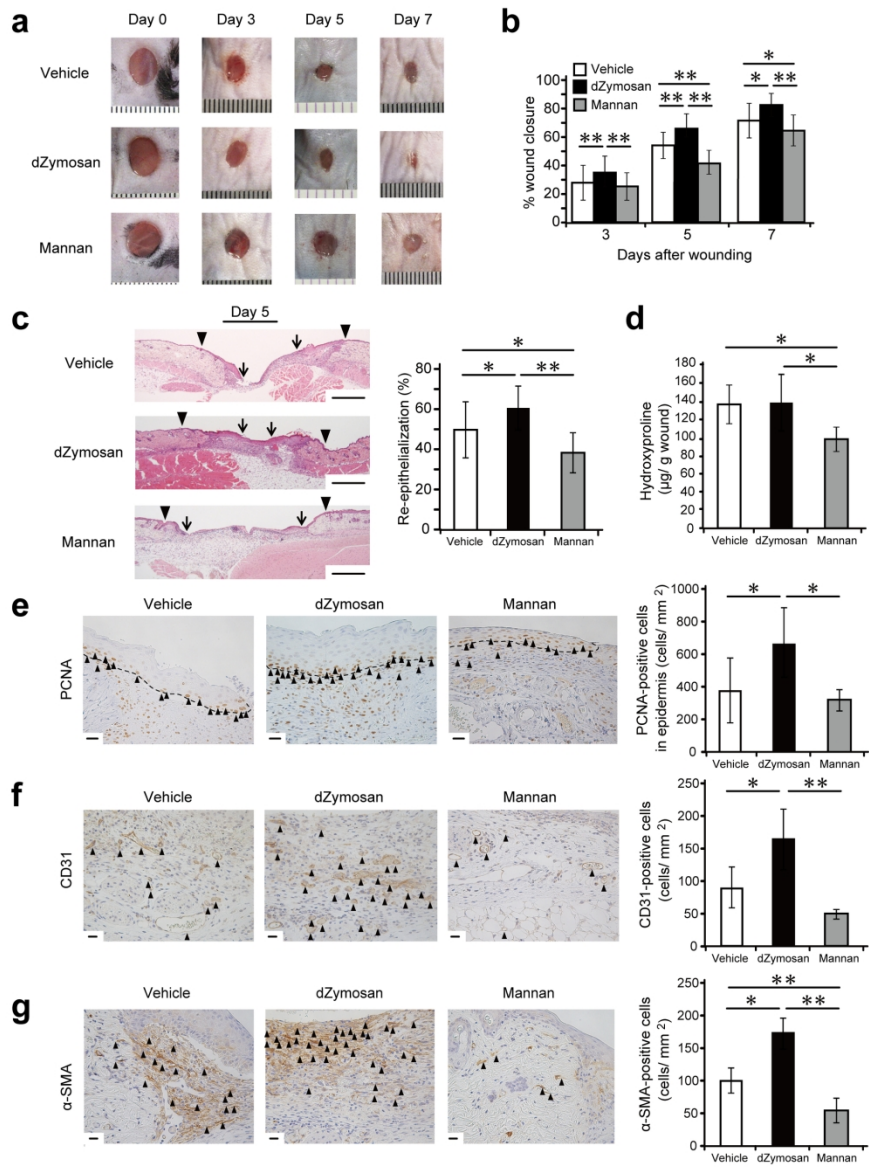 a
Day 0
Day 3
Day 5
Day 7
Vehicle
dZymosan
Mannan
b
Vehicle
dZymosan
Mannan
% wound closure
100
80
60
40
20
0
** **
**
** **
*
* **
3
5
7
Days after wounding
c
Day 5
Vehicle
dZymosan
Mannan
Re-epithelialization (%)
80
60
40
20
0
*
* **
Vehicle
dZymosan
Mannan
d
Hydroxyproline
(μg/ g wound)
180
160
140
120
100
80
60
40
20
0
*
*
Vehicle
dZymosan
Mannan
e
Vehicle
dZymosan
Mannan
PCNA
PCNA-positive cells
in epidermis (cells/ mm 2)
1000
800
600
400
200
0
* *
Vehicle
dZymosan
Mannan
f
Vehicle
dZymosan
Mannan
CD31
CD31-positive cells
(cells/ mm 2)
250
200
150
100
50
0
* **
Vehicle
dZymosan
Mannan
g
Vehicle
dZymosan
Mannan
α-SMA
α-SMA-positive cells
(cells/ mm 2)
250
200
150
100
50
0
**
* **
Vehicle
dZymosan
Mannan